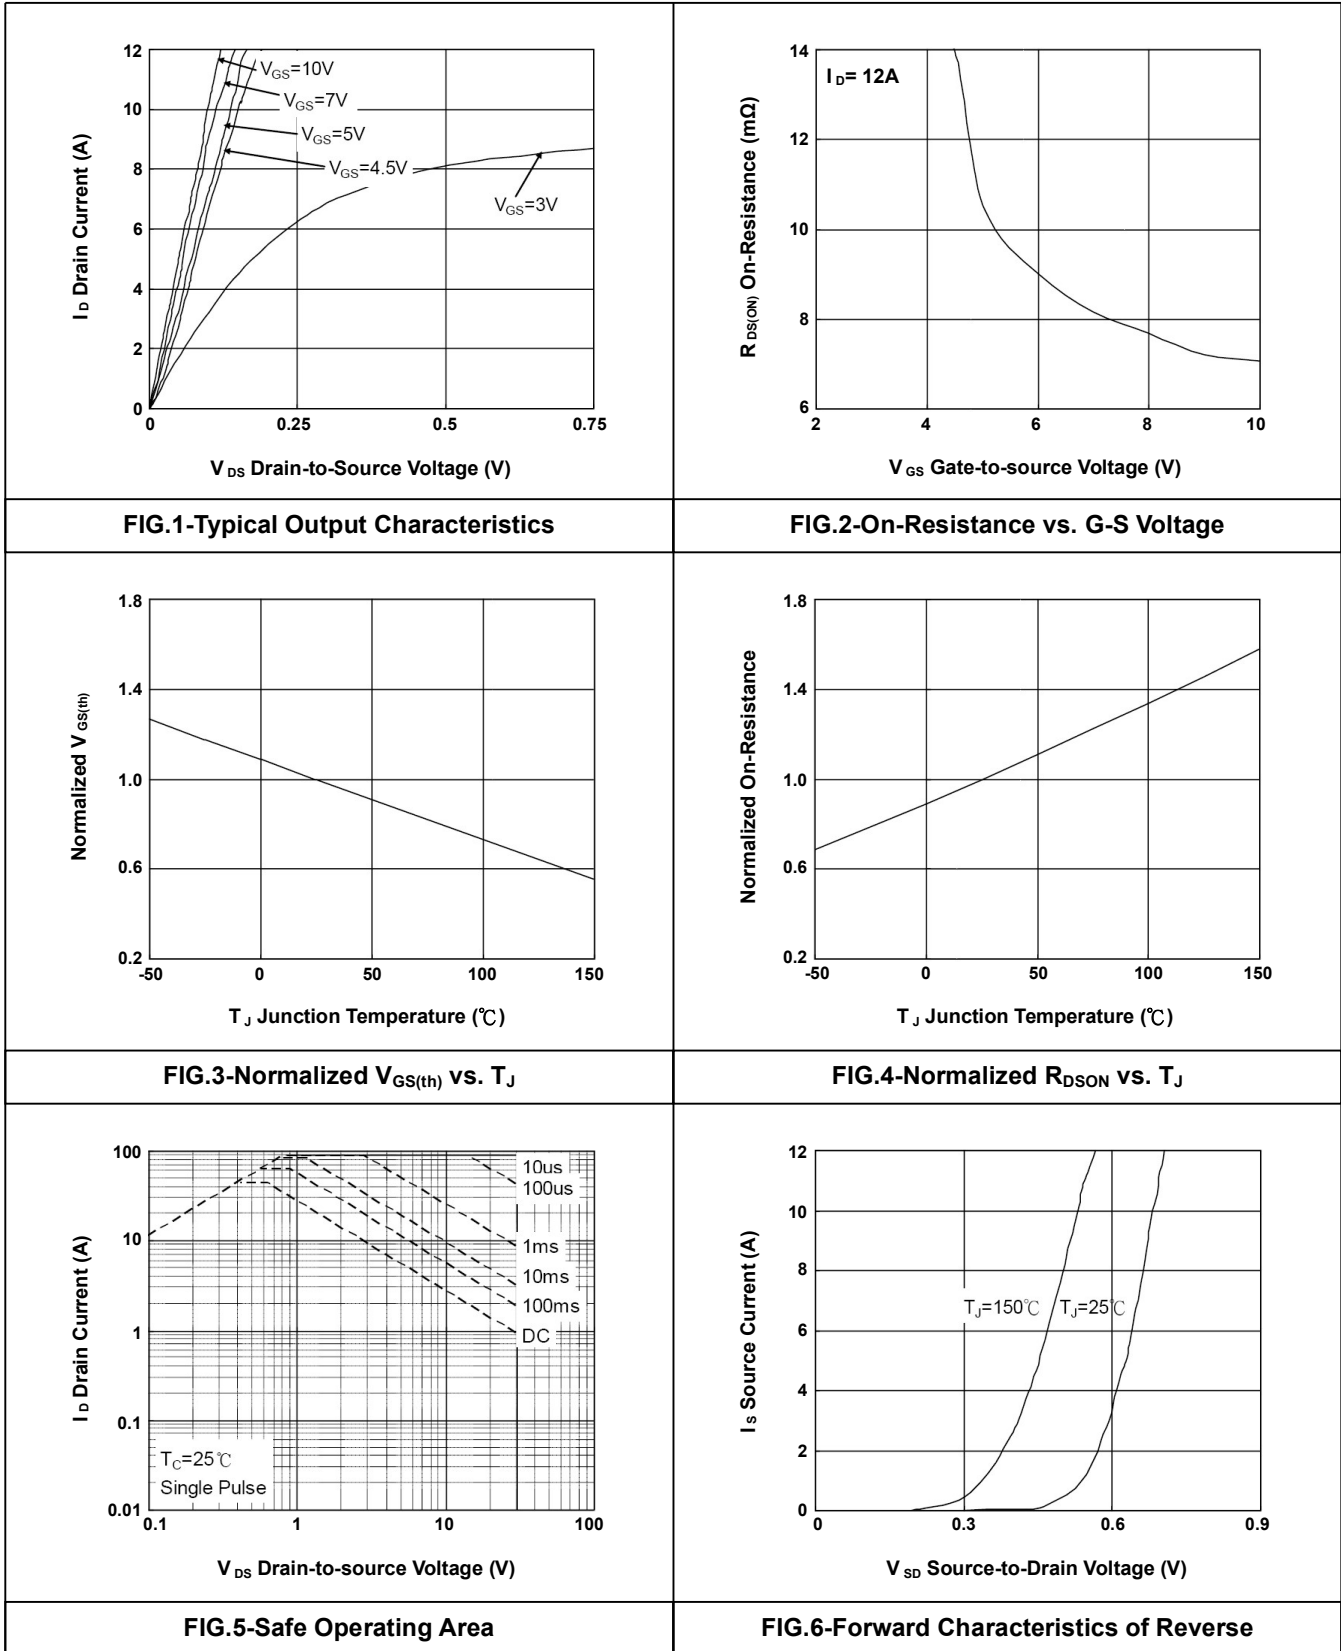 12
10
8
6
4
2
0
I D Drain Current (A)
VGS=10V
VGS=7V
VGS=5V
VGS=4.5V
VGS=3V
0 0.25 0.5 0.75
V DS Drain-to-Source Voltage (V)
FIG.1-Typical Output Characteristics
14
12
10
8
6
R DS(ON) On-Resistance (mΩ)
I D= 12A
2 4 6 8 10
V GS Gate-to-source Voltage (V)
FIG.2-On-Resistance vs. G-S Voltage
1.8
1.4
1.0
0.6
0.2
Normalized V GS(th)
-50 0 50 100 150
T J Junction Temperature (℃)
FIG.3-Normalized VGS(th) vs. TJ
1.8
1.4
1.0
0.6
0.2
Normalized On-Resistance
-50 0 50 100 150
T J Junction Temperature (℃)
FIG.4-Normalized RDSON vs. TJ
100
10
1
0.1
0.01
I D Drain Current (A)
10us
100us
1ms
10ms
100ms
DC
TC=25℃
Single Pulse
0.1 1 10 100
V DS Drain-to-source Voltage (V)
FIG.5-Safe Operating Area
12
10
8
6
4
2
0
I S Source Current (A)
TJ=150℃ TJ=25℃
0 0.3 0.6 0.9
V SD Source-to-Drain Voltage (V)
FIG.6-Forward Characteristics of Reverse